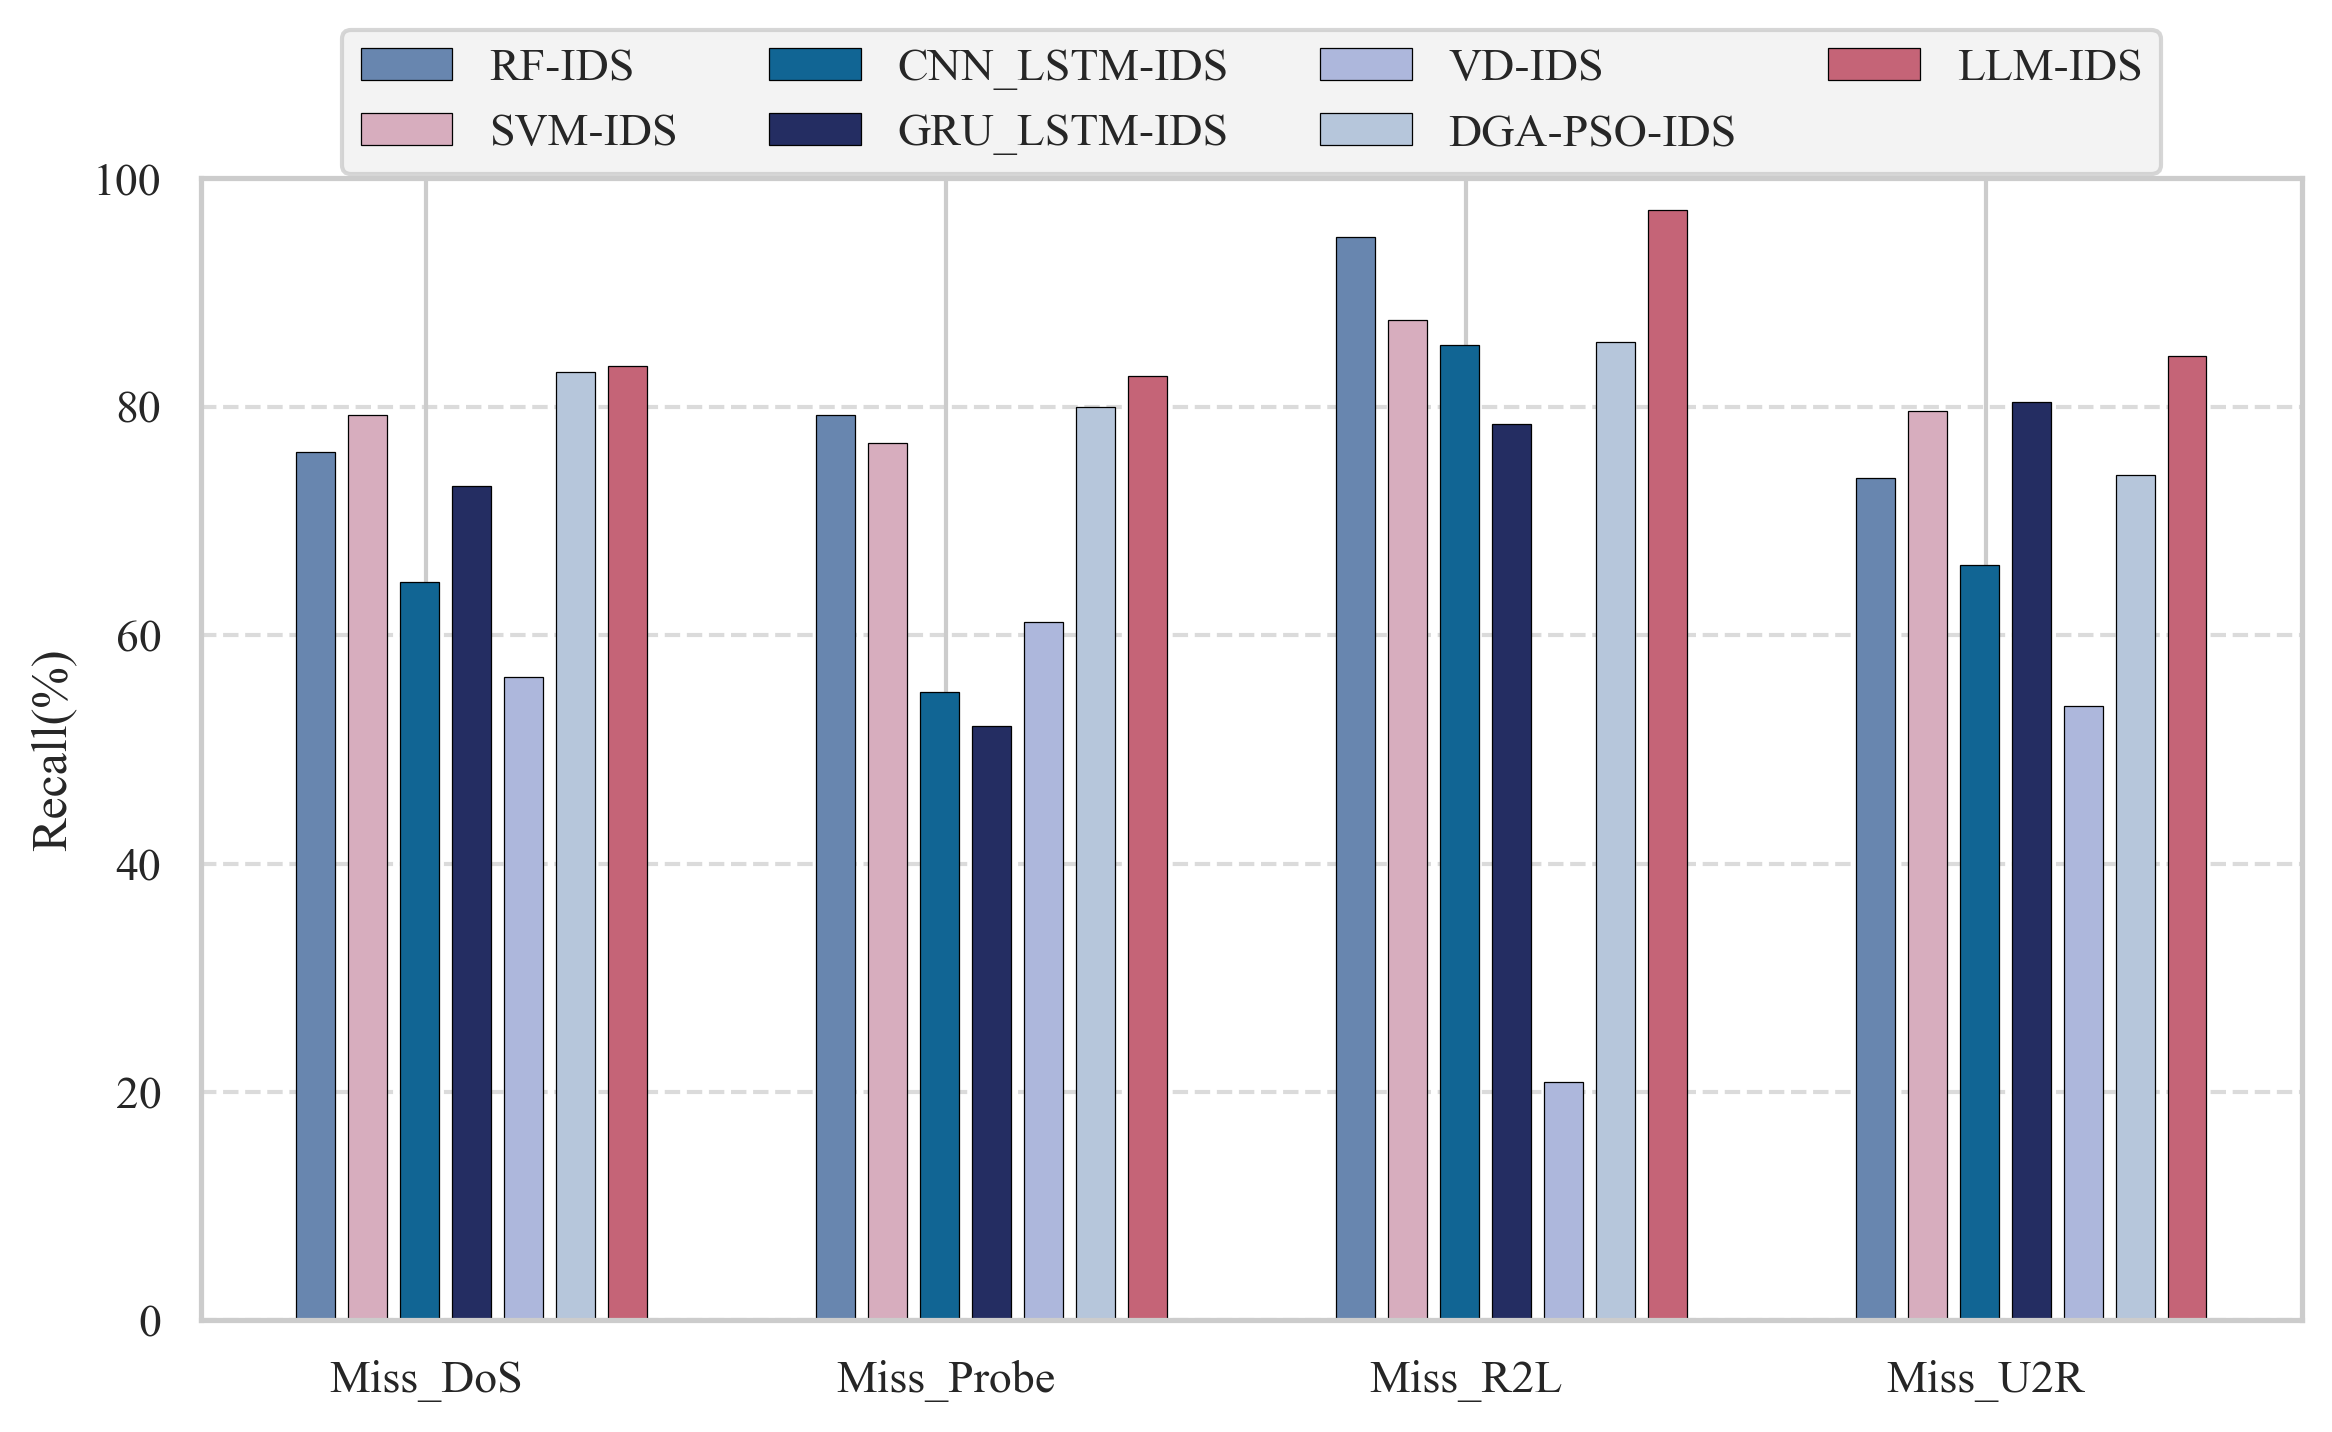 RF-IDS CNN_LSTM-IDS VD-IDS LLM-IDS
SVM-IDS GRU_LSTM-IDS DGA-PSO-IDS
100
80
60
40
20
0
Recall(%)
Miss_DoS Miss_Probe Miss_R2L Miss_U2R